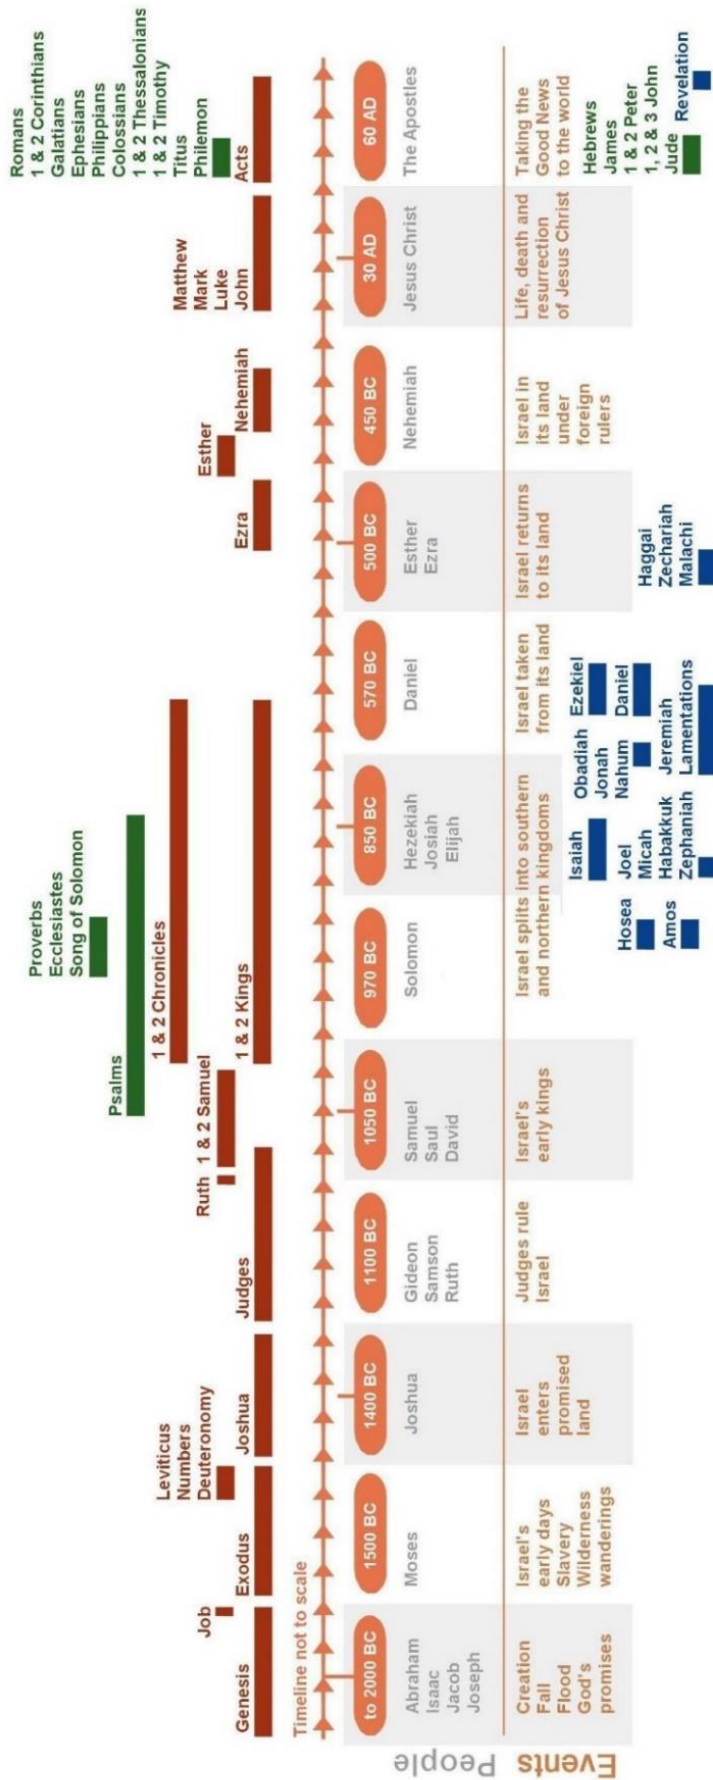 Romans
1 & 2 Corinthians
Galatians
Ephesians
Philippians
Colossians
1 & 2 Thessalonians
1 & 2 Timothy
Titus
Philemon
Proverbs
Ecclesiastes
Song of Solomon
Psalms
1 & 2 Chronicles
Matthew
Mark
Luke
John
Leviticus
Numbers
Deuteronomy
Job
Ruth
1 & 2 Samuel
Esther
Genesis
Exodus
Joshua
Judges
1 & 2 Kings
Ezra
Nehemiah
Acts
Timeline not to scale
to 2000 BC
1500 BC
1400 BC
1100 BC
1050 BC
970 BC
850 BC
570 BC
500 BC
450 BC
30 AD
60 AD
People
Abraham
Isaac
Jacob
Joseph
Moses
Joshua
Gideon
Samson
Ruth
Samuel
Saul
David
Solomon
Hezekiah
Josiah
Elijah
Daniel
Esther
Ezra
Nehemiah
Jesus Christ
The Apostles
Events
Creation
Fall
Flood
God's
promises
Israel's
early days
Slavery
Wilderness
wanderings
Israel
enters
promised
land
Judges rule
Israel
Israel's
early kings
Israel splits into southern
and northern kingdoms
Israel taken
from its land
Israel returns
to its land
Israel in
its land
under
foreign
rulers
Life, death and
resurrection
of Jesus Christ
Taking the
Good News
to the world
Hosea
Amos
Isaiah
Joel
Micah
Habakkuk
Zephaniah
Obadiah
Jonah
Nahum
Jeremiah
Lamentations
Ezekiel
Daniel
Haggai
Zechariah
Malachi
Hebrews
James
1 & 2 Peter
1, 2 & 3 John
Jude
Revelation